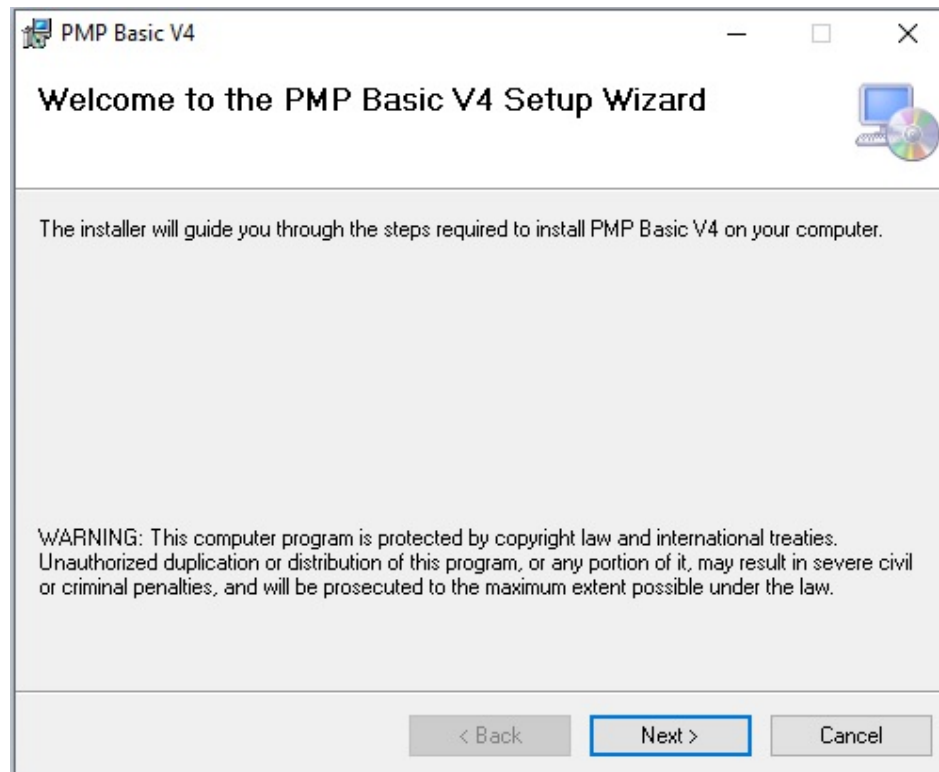 PMP Basic V4
Welcome to the PMP Basic V4 Setup Wizard
The installer will guide you through the steps required to install PMP Basic V4 on your computer.
WARNING: This computer program is protected by copyright law and international treaties.
Unauthorized duplication or distribution of this program, or any portion of it, may result in severe civil
or criminal penalties, and will be prosecuted to the maximum extent possible under the law.
< Back
Next >
Cancel